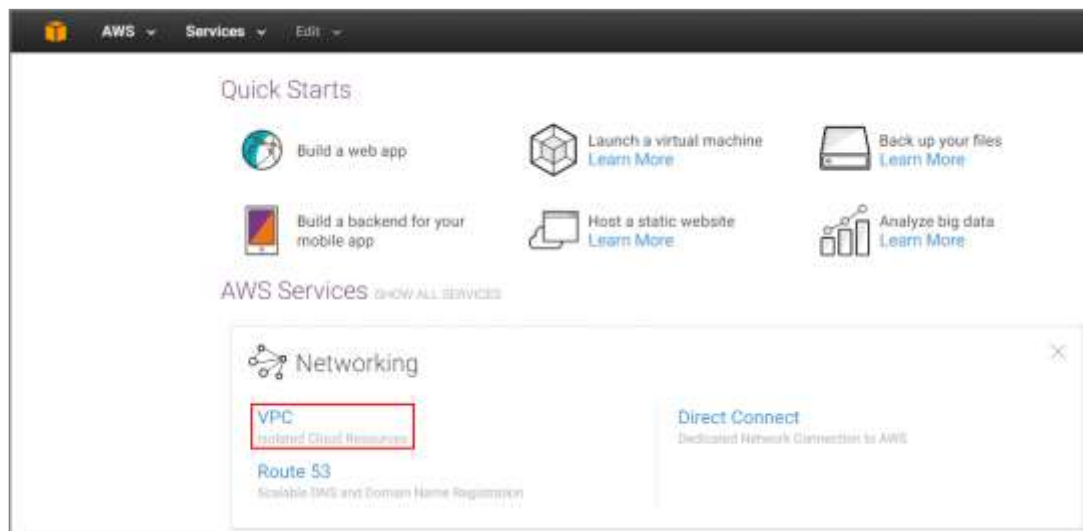 AWS Services Edit
Quick Starts
Build a web app
Launch a virtual machine
Learn More
Back up your files
Learn More
Build a backend for your
mobile app
Host a static website
Learn More
Analyze big data
Learn More
AWS Services SHOW ALL SERVICES
Networking
VPC
Isolated Cloud Resources
Direct Connect
Dedicated Network Connection to AWS
Route 53
Scalable DNS and Domain Name Registration